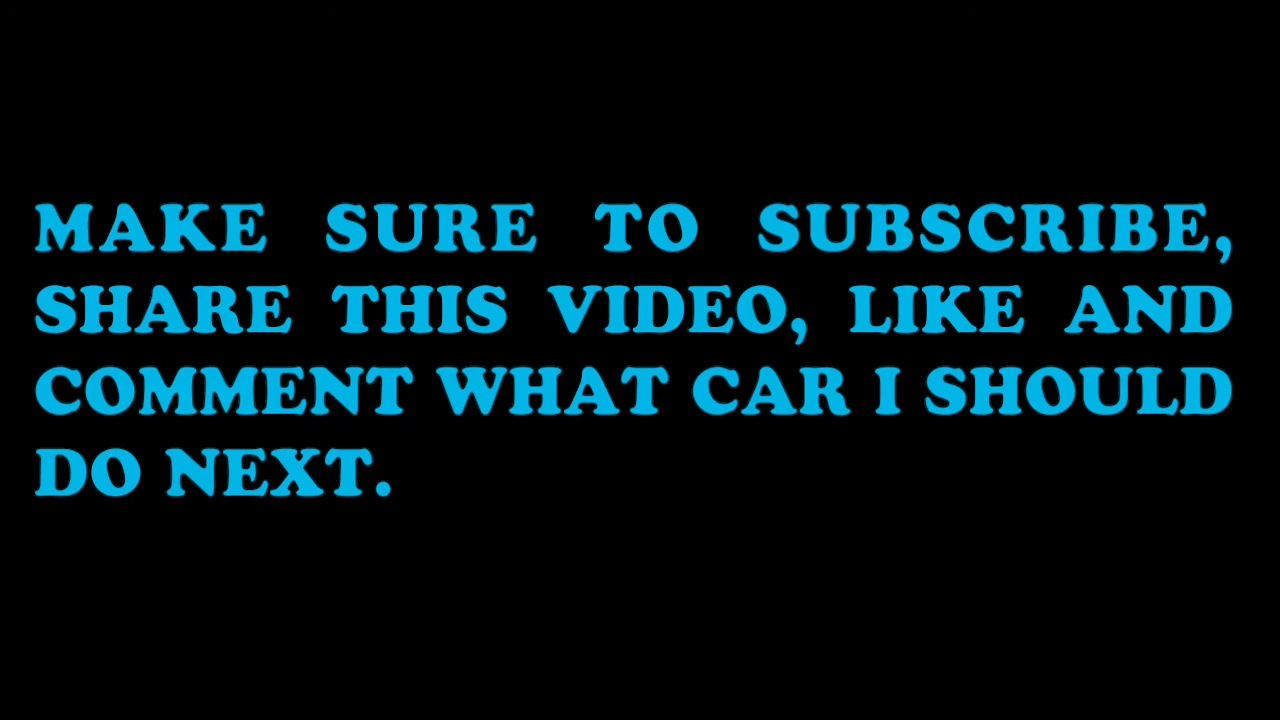 MAKE SURE TO SUBSCRIBE,
SHARE THIS VIDEO, LIKE AND
COMMENT WHAT CAR I SHOULD
DO NEXT.